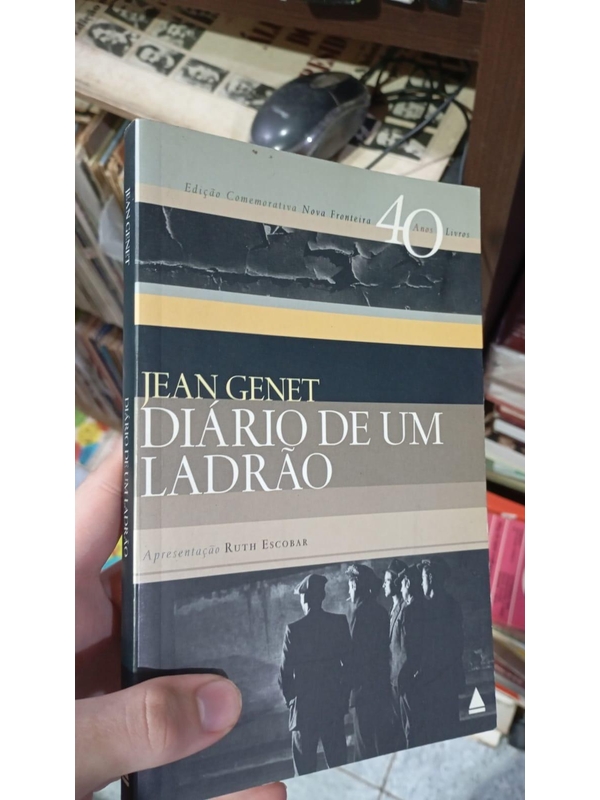 Edição Comemorativa Nova Fronteira 40 Anos Livros
JEAN GENET
DIÁRIO DE UM
LADRÃO
Apresentação RUTH ESCOBAR
JEAN GENET
DIÁRIO DE UM LADRÃO